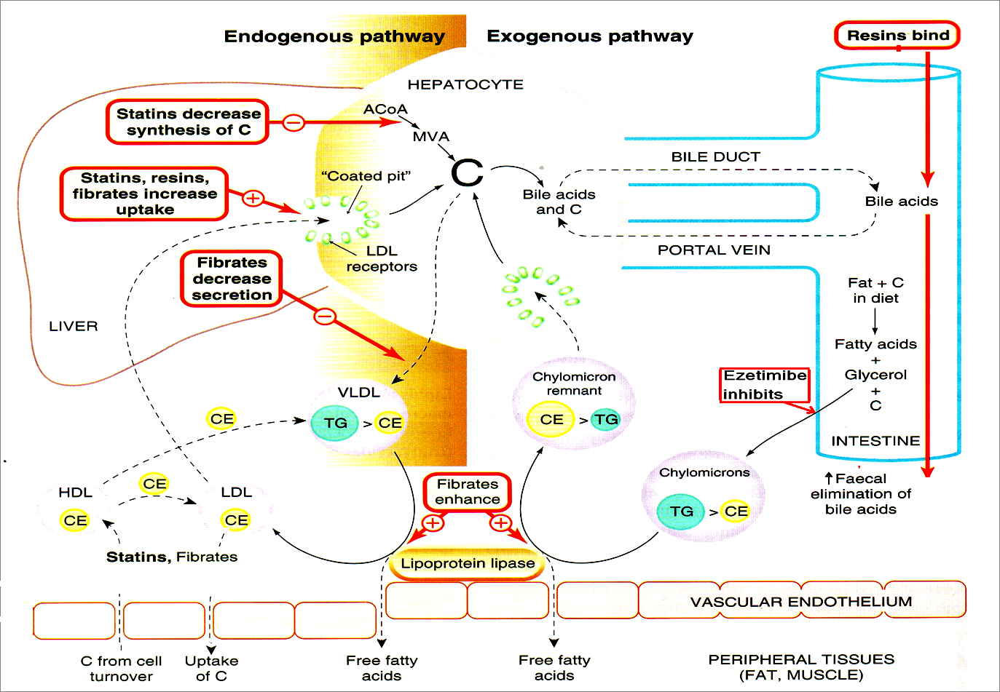 Endogenous pathway
Exogenous pathway
Resins bind
HEPATOCYTE
Statins decrease
synthesis of C
ACoA
MVA
C
Statins, resins,
fibrates increase
uptake
"Coated pit"
LDL
receptors
Bile acids
and C
BILE DUCT
Bile acids
PORTAL VEIN
Fibrates
decrease
secretion
LIVER
Fat + C
in diet
Fatty acids
+
Glycerol
+
C
Ezetimibe
inhibits
INTESTINE
Chylomicron
remnant
CE > TG
VLDL
TG > CE
CE
CE
HDL
CE
LDL
CE
Statins, Fibrates
Fibrates
enhance
Lipoprotein lipase
Chylomicrons
TG > CE
↑Faecal
elimination of
bile acids
VASCULAR ENDOTHELIUM
C from cell
turnover
Uptake
of C
Free fatty
acids
Free fatty
acids
PERIPHERAL TISSUES
(FAT, MUSCLE)